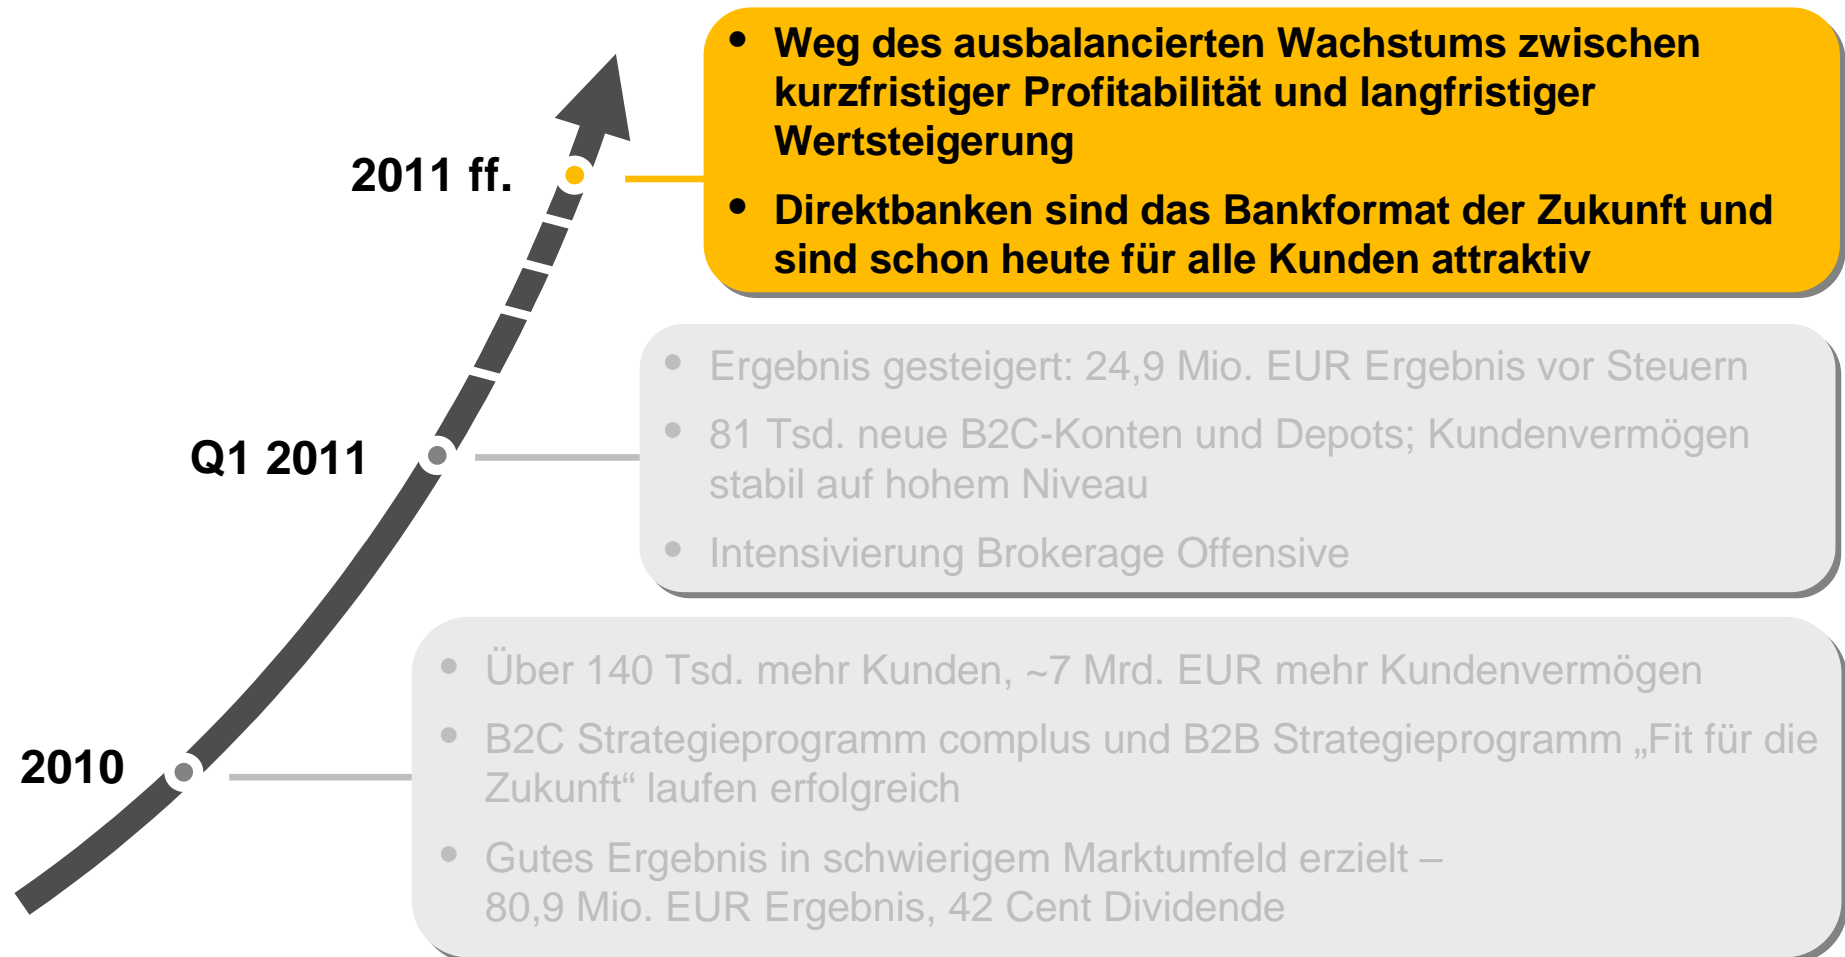 2011 ff.
• Weg des ausbalancierten Wachstums zwischen
kurzfristiger Profitabilität und langfristiger
Wertsteigerung
• Direktbanken sind das Bankformat der Zukunft und
sind schon heute für alle Kunden attraktiv
Q1 2011
• Ergebnis gesteigert: 24,9 Mio. EUR Ergebnis vor Steuern
• 81 Tsd. neue B2C-Konten und Depots; Kundenvermögen
stabil auf hohem Niveau
• Intensivierung Brokerage Offensive
2010
• Über 140 Tsd. mehr Kunden, ~7 Mrd. EUR mehr Kundenvermögen
• B2C Strategieprogramm complus und B2B Strategieprogramm „Fit für die
Zukunft“ laufen erfolgreich
• Gutes Ergebnis in schwierigem Marktumfeld erzielt –
80,9 Mio. EUR Ergebnis, 42 Cent Dividende